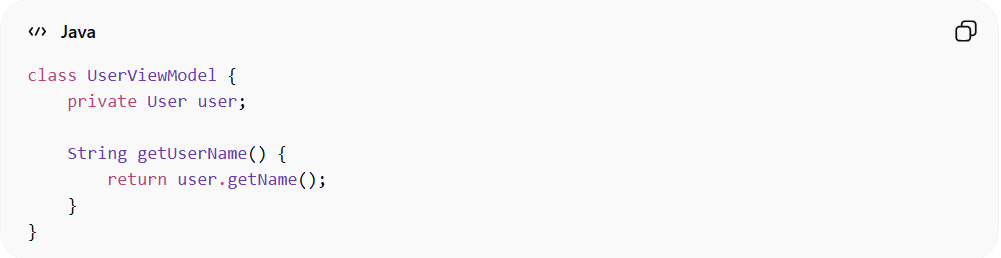 </> Java
class UserViewModel {
    private User user;

    String getUserName() {
        return user.getName();
    }
}